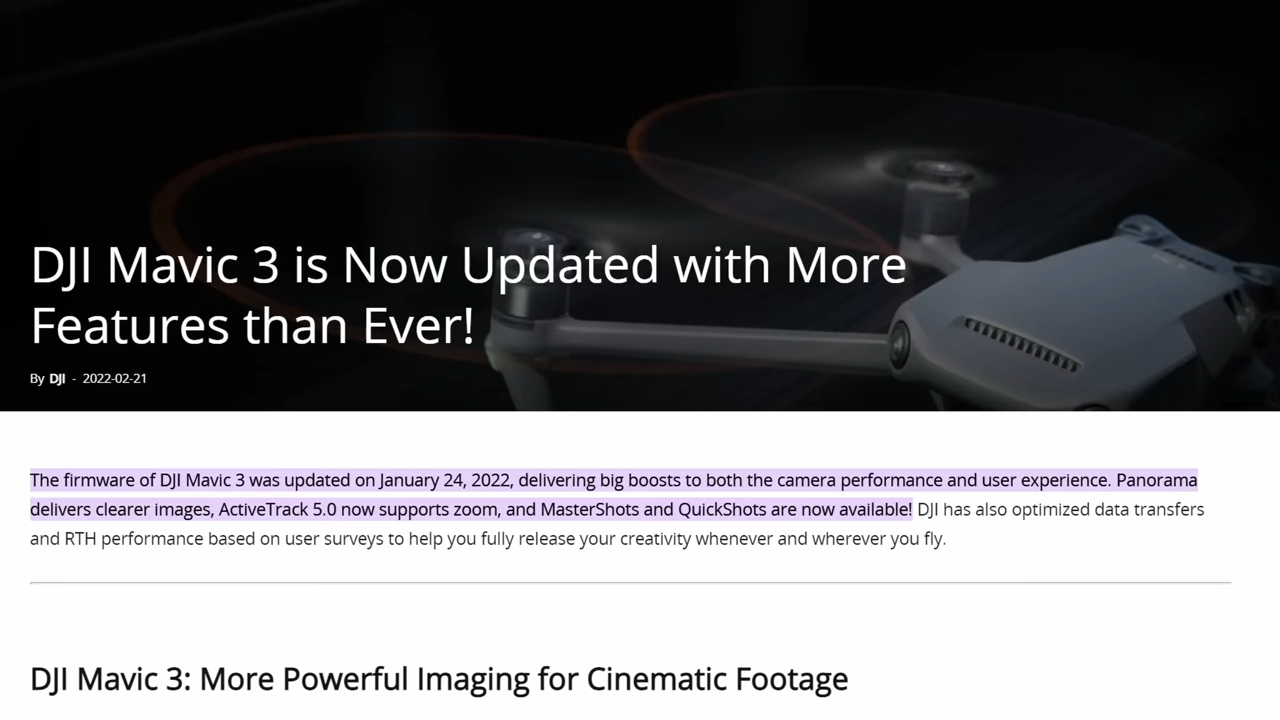 DJI Mavic 3 is Now Updated with More
Features than Ever!
By DJI - 2022-02-21
The firmware of DJI Mavic 3 was updated on January 24, 2022, delivering big boosts to both the camera performance and user experience. Panorama
delivers clearer images, ActiveTrack 5.0 now supports zoom, and MasterShots and QuickShots are now available! DJI has also optimized data transfers
and RTH performance based on user surveys to help you fully release your creativity whenever and wherever you fly.
DJI Mavic 3: More Powerful Imaging for Cinematic Footage